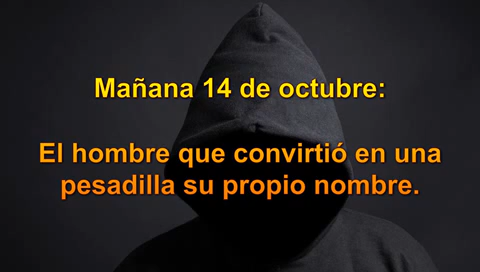 Mañana 14 de octubre:
El hombre que convirtió en una
pesadilla su propio nombre.